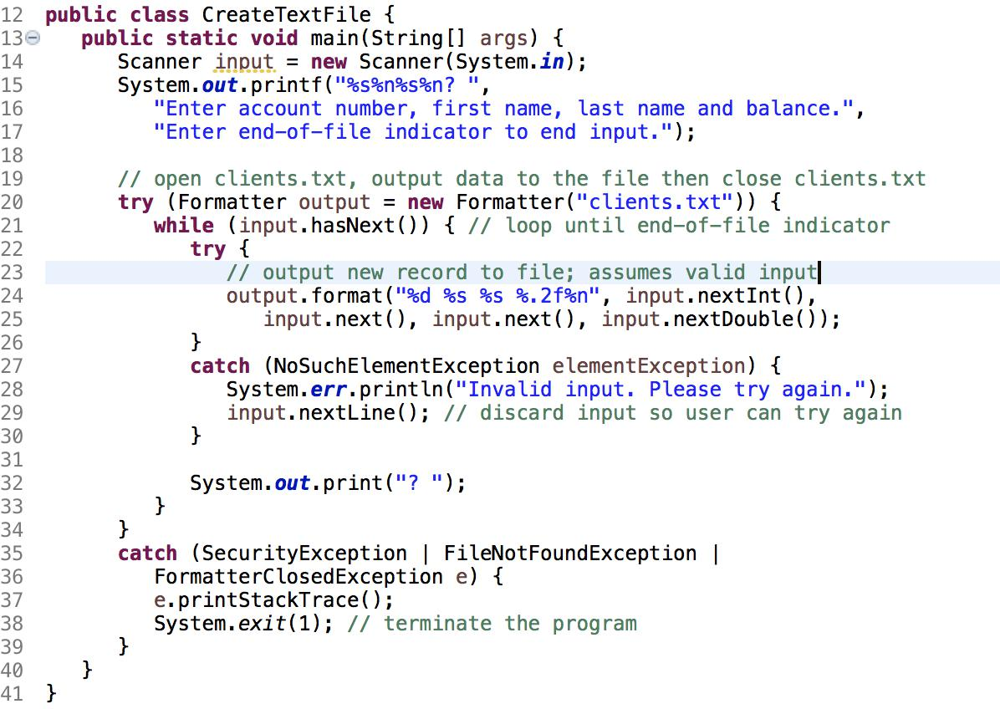 12 public class CreateTextFile {
13 public static void main(String[] args) {
14 Scanner input = new Scanner(System.in);
15 System.out.printf("%s%n%s%n? ",
16 "Enter account number, first name, last name and balance.",
17 "Enter end-of-file indicator to end input.");
18
19 // open clients.txt, output data to the file then close clients.txt
20 try (Formatter output = new Formatter("clients.txt")) {
21 while (input.hasNext()) { // loop until end-of-file indicator
22 try {
23 // output new record to file; assumes valid input
24 output.format("%d %s %s %.2f%n", input.nextInt(),
25 input.next(), input.next(), input.nextDouble());
26 }
27 catch (NoSuchElementException elementException) {
28 System.err.println("Invalid input. Please try again.");
29 input.nextLine(); // discard input so user can try again
30 }
31
32 System.out.print("? ");
33 }
34 }
35 catch (SecurityException | FileNotFoundException |
36 FormatterClosedException e) {
37 e.printStackTrace();
38 System.exit(1); // terminate the program
39 }
40 }
41 }